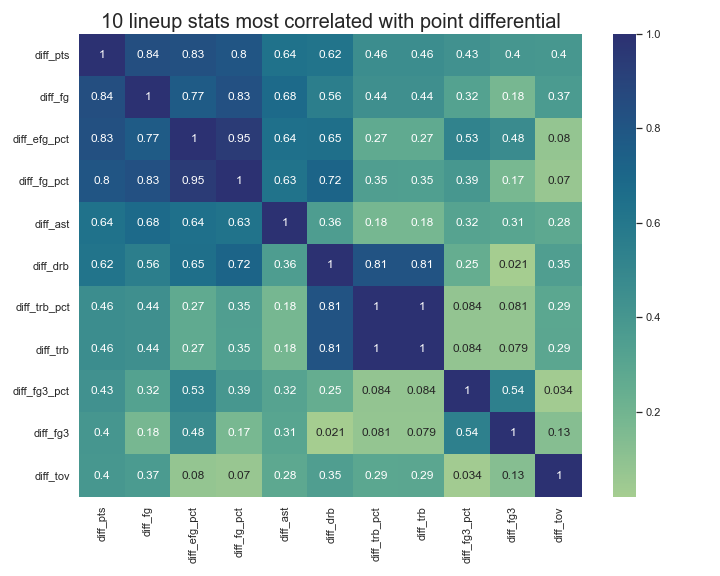 10 lineup stats most correlated with point differential
diff_pts 1 0.84 0.83 0.8 0.64 0.62 0.46 0.46 0.43 0.4 0.4
diff_fg 0.84 1 0.77 0.83 0.68 0.56 0.44 0.44 0.32 0.18 0.37
diff_efg_pct 0.83 0.77 1 0.95 0.64 0.65 0.27 0.27 0.53 0.48 0.08
diff_fg_pct 0.8 0.83 0.95 1 0.63 0.72 0.35 0.35 0.39 0.17 0.07
diff_ast 0.64 0.68 0.64 0.63 1 0.36 0.18 0.18 0.32 0.31 0.28
diff_drb 0.62 0.56 0.65 0.72 0.36 1 0.81 0.81 0.25 0.021 0.35
diff_trb_pct 0.46 0.44 0.27 0.35 0.18 0.81 1 1 0.084 0.081 0.29
diff_trb 0.46 0.44 0.27 0.35 0.18 0.81 1 1 0.084 0.079 0.29
diff_fg3_pct 0.43 0.32 0.53 0.39 0.32 0.25 0.084 0.084 1 0.54 0.034
diff_fg3 0.4 0.18 0.48 0.17 0.31 0.021 0.081 0.079 0.54 1 0.13
diff_tov 0.4 0.37 0.08 0.07 0.28 0.35 0.29 0.29 0.034 0.13 1
diff_pts diff_fg diff_efg_pct diff_fg_pct diff_ast diff_drb diff_trb_pct diff_trb diff_fg3_pct diff_fg3 diff_tov
1.0
0.8
0.6
0.4
0.2